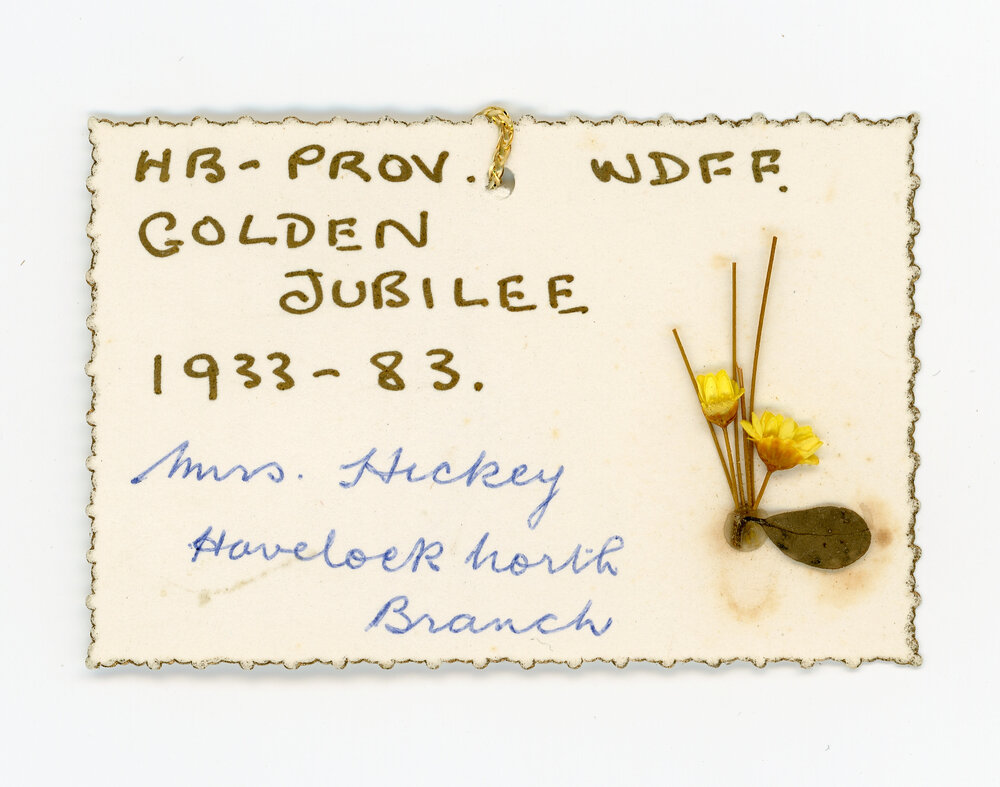 HB - PROV. WDFF.
GOLDEN
JUBILEE
1933 - 83.
Mrs. Hickey
Havelock North
Branch